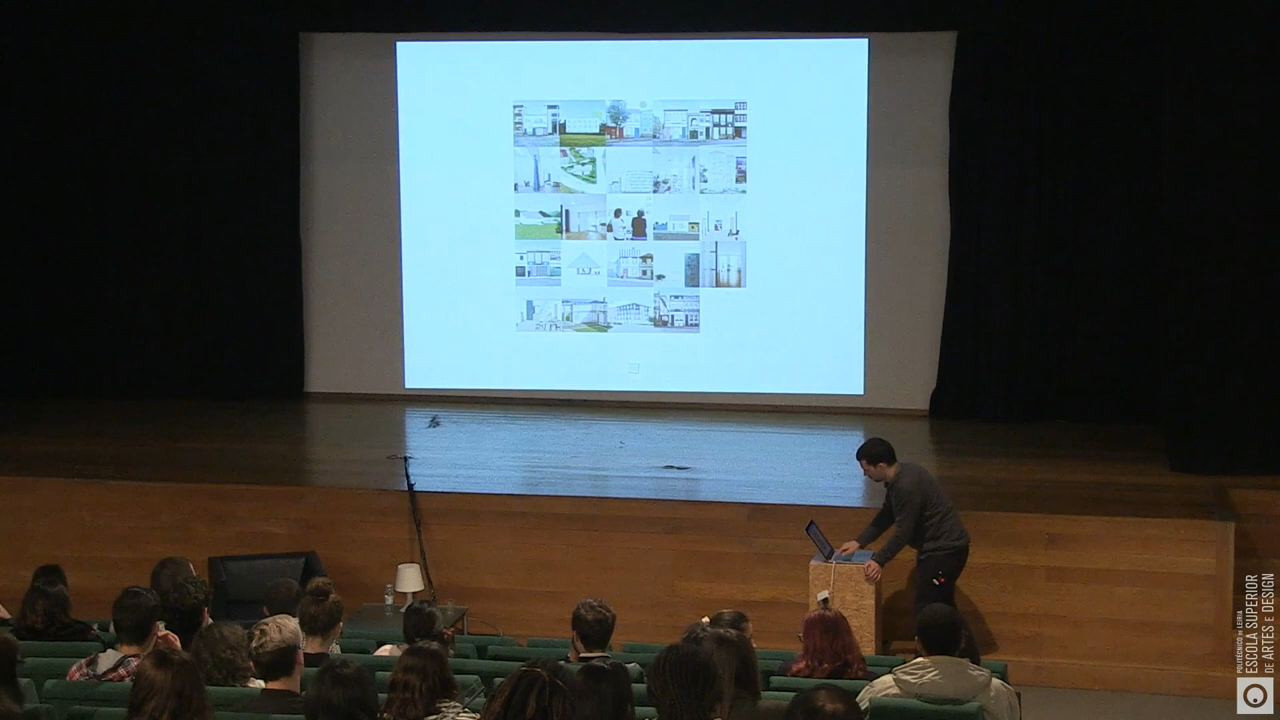 POLITÉCNICO DE LEIRIA
ESCOLA SUPERIOR
DE ARTES E DESIGN